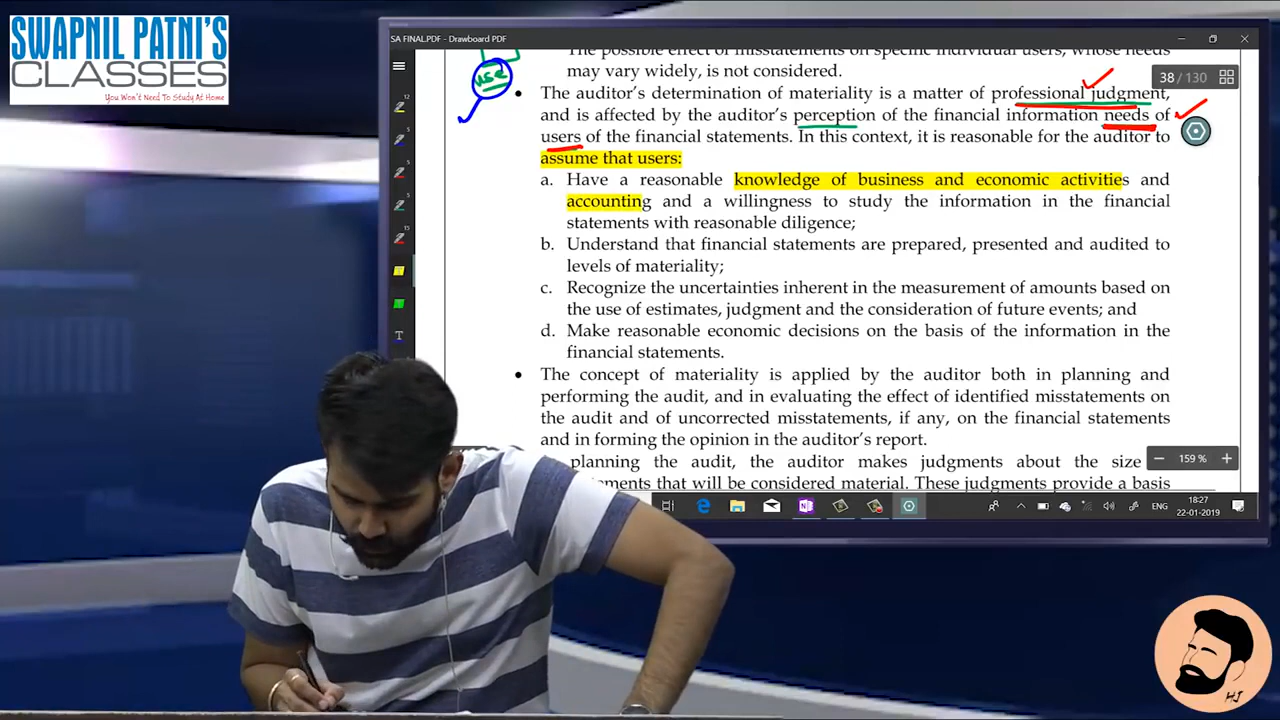 SWAPNIL PATNI'S
CLASSES
You Won't Need To Study At Home
SA FINAL.PDF - Drawboard PDF
The possible effect of misstatements on specific individual users, whose needs
may vary widely, is not considered.
38 / 130
use
• The auditor's determination of materiality is a matter of professional judgment,
and is affected by the auditor's perception of the financial information needs of
users of the financial statements. In this context, it is reasonable for the auditor to
assume that users:
a. Have a reasonable knowledge of business and economic activities and
accounting and a willingness to study the information in the financial
statements with reasonable diligence;
b. Understand that financial statements are prepared, presented and audited to
levels of materiality;
c. Recognize the uncertainties inherent in the measurement of amounts based on
the use of estimates, judgment and the consideration of future events; and
d. Make reasonable economic decisions on the basis of the information in the
financial statements.
• The concept of materiality is applied by the auditor both in planning and
performing the audit, and in evaluating the effect of identified misstatements on
the audit and of uncorrected misstatements, if any, on the financial statements
and in forming the opinion in the auditor's report.
planning the audit, the auditor makes judgments about the size
that will be considered material. These judgments provide a basis
159 %
ENG
18:27
22-01-2019
HJ